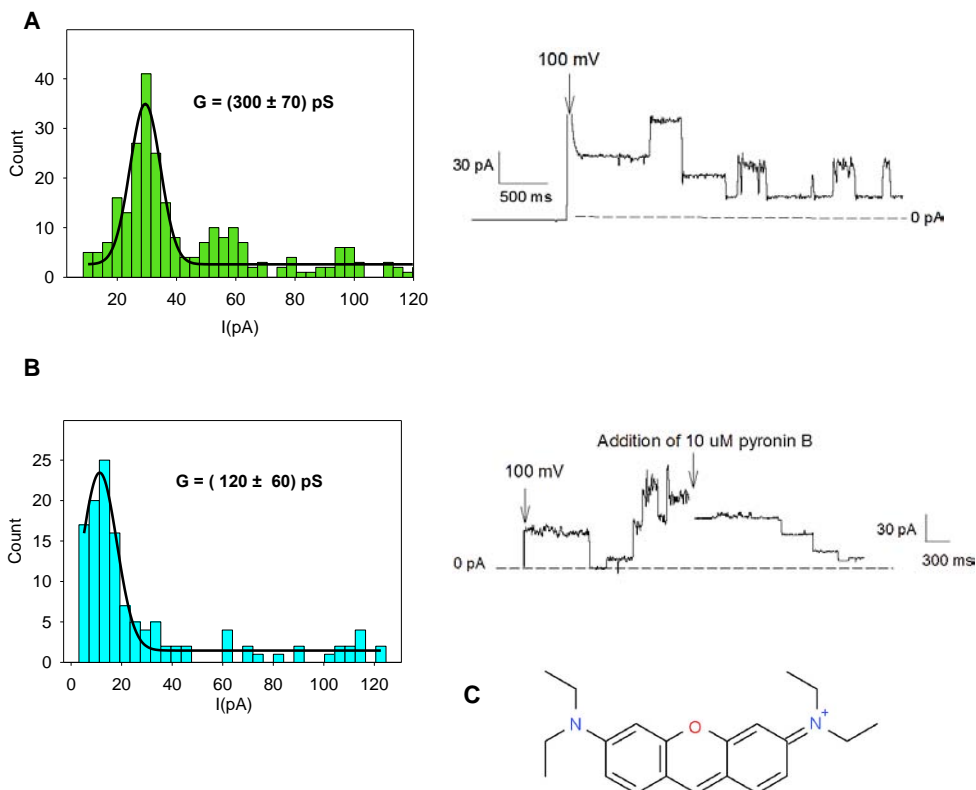 A
G = (300 ± 70) pS
Count
40
30
20
10
0
20
40
60
80
100
120
I(pA)
100 mV
30 pA
500 ms
0 pA
B
G = ( 120 ± 60) pS
Count
25
20
15
10
5
0
0
20
40
60
80
100
120
I(pA)
Addition of 10 uM pyronin B
100 mV
30 pA
300 ms
0 pA
C
N
O
N+